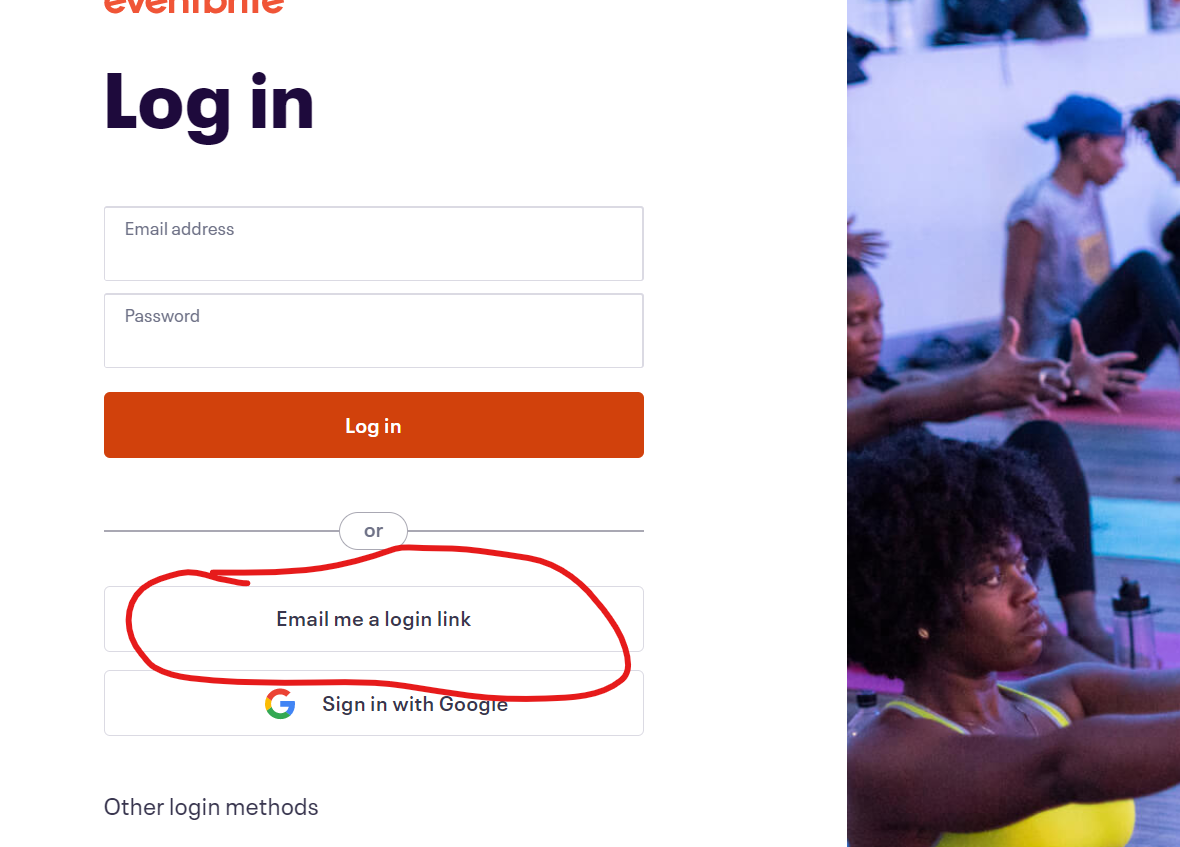 eventbrite
Log in
Email address
Password
Log in
or
Email me a login link
Sign in with Google
Other login methods